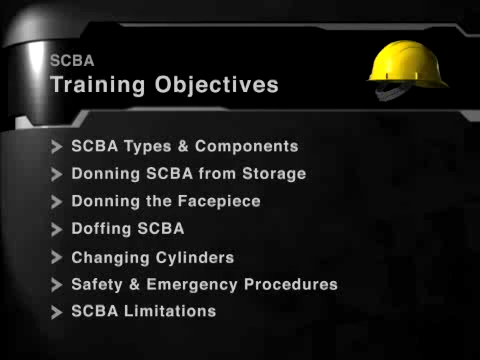 SCBA
Training Objectives
SCBA Types & Components
Donning SCBA from Storage
Donning the Facepiece
Doffing SCBA
Changing Cylinders
Safety & Emergency Procedures
SCBA Limitations